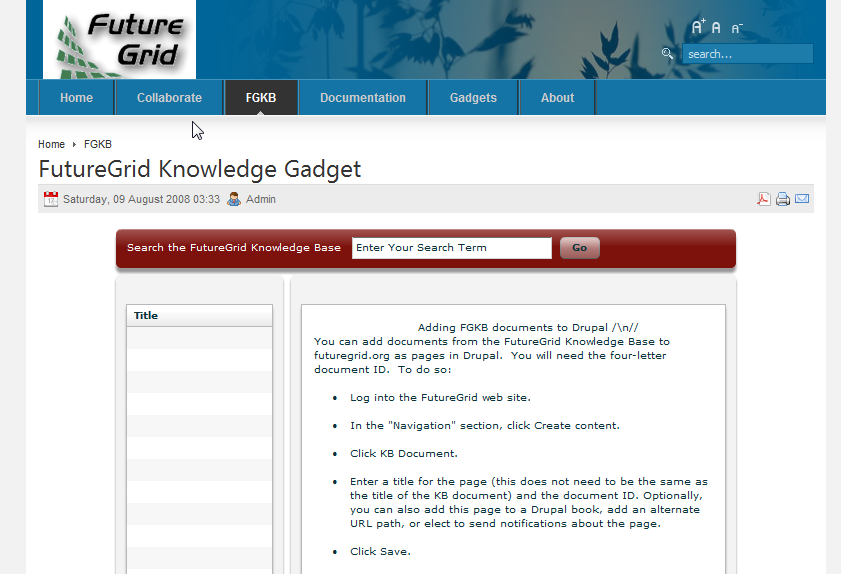 Future
Grid
A+ A A-
search...
Home Collaborate FGKB Documentation Gadgets About
Home FGKB
FutureGrid Knowledge Gadget
Saturday, 09 August 2008 03:33 Admin
Search the FutureGrid Knowledge Base Enter Your Search Term Go
Title
Adding FGKB documents to Drupal /\n//
You can add documents from the FutureGrid Knowledge Base to
futuregrid.org as pages in Drupal. You will need the four-letter
document ID. To do so:
• Log into the FutureGrid web site.
• In the "Navigation" section, click Create content.
• Click KB Document.
• Enter a title for the page (this does not need to be the same as
the title of the KB document) and the document ID. Optionally,
you can also add this page to a Drupal book, add an alternate
URL path, or elect to send notifications about the page.
• Click Save.